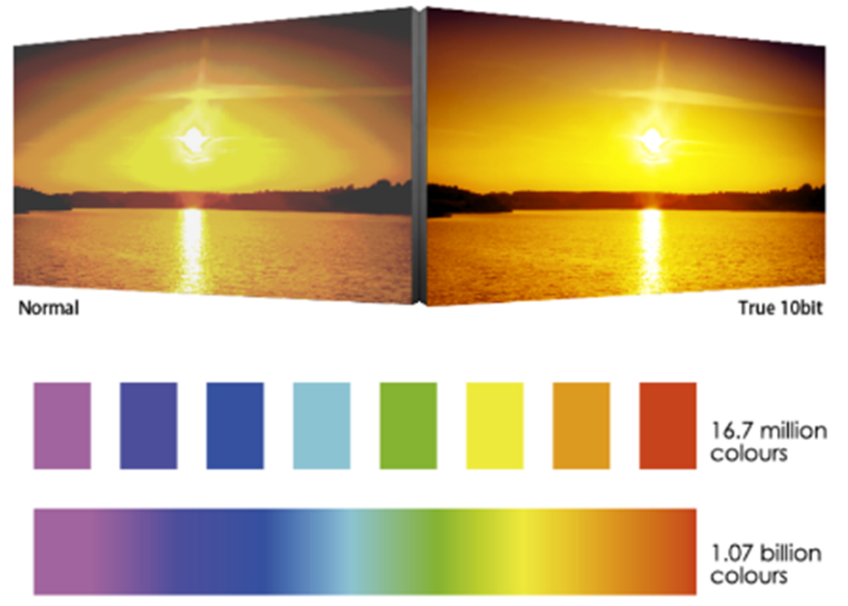 Normal
True 10bit
16.7 million
colours
1.07 billion
colours